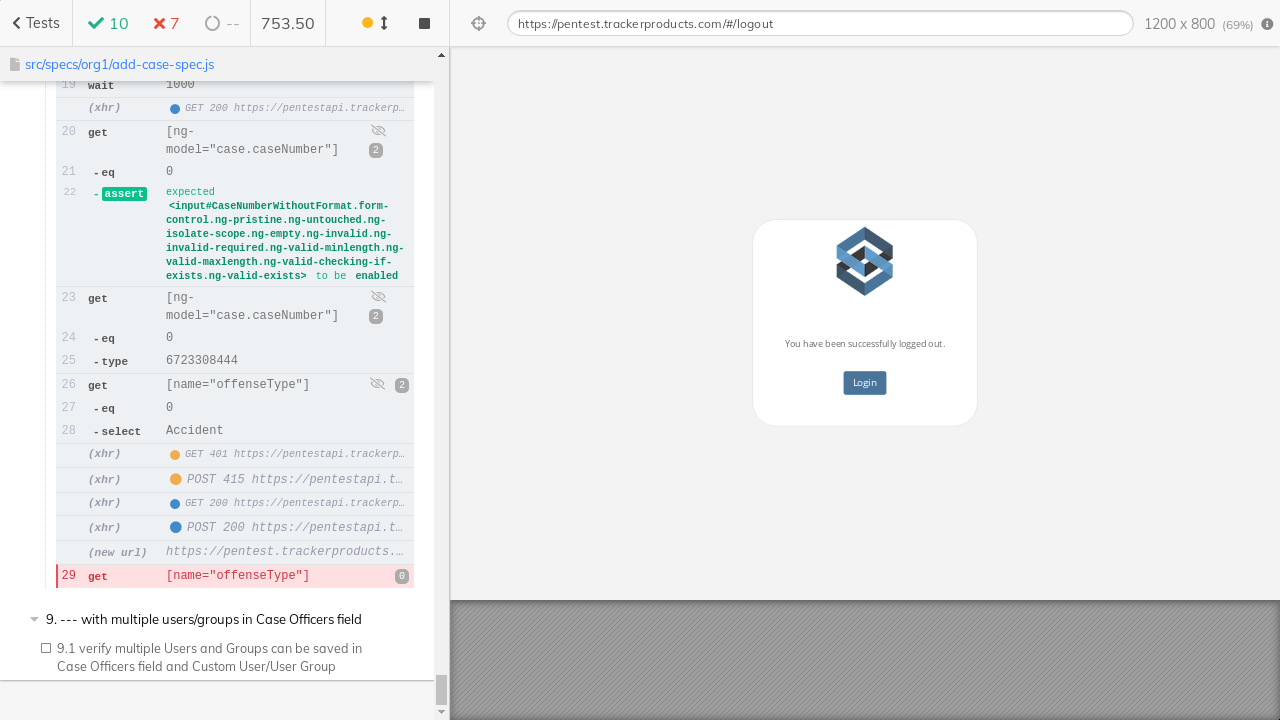 Tests
10
7
--
753.50
https://pentest.trackerproducts.com/#/logout
1200 x 800 (69%)
src/specs/org1/add-case-spec.js
19 wait 1000
(xhr) GET 200 https://pentestapi.trackerp…
20 get [ng-
model="case.caseNumber"] 2
21 -eq 0
22 -assert expected
<input#CaseNumberWithoutFormat.form-
control.ng-pristine.ng-untouched.ng-
isolate-scope.ng-empty.ng-invalid.ng-
invalid-required.ng-valid-minlength.ng-
valid-maxlength.ng-valid-checking-if-
exists.ng-valid-exists> to be enabled
23 get [ng-
model="case.caseNumber"] 2
24 -eq 0
25 -type 6723308444
26 get [name="offenseType"] 2
27 -eq 0
28 -select Accident
(xhr) GET 401 https://pentestapi.trackerp…
(xhr) POST 415 https://pentestapi.t…
(xhr) GET 200 https://pentestapi.trackerp…
(xhr) POST 200 https://pentestapi.t…
(new url) https://pentest.trackerproducts.…
29 get [name="offenseType"] 0
9. --- with multiple users/groups in Case Officers field
9.1 verify multiple Users and Groups can be saved in
Case Officers field and Custom User/User Group
You have been successfully logged out.
Login